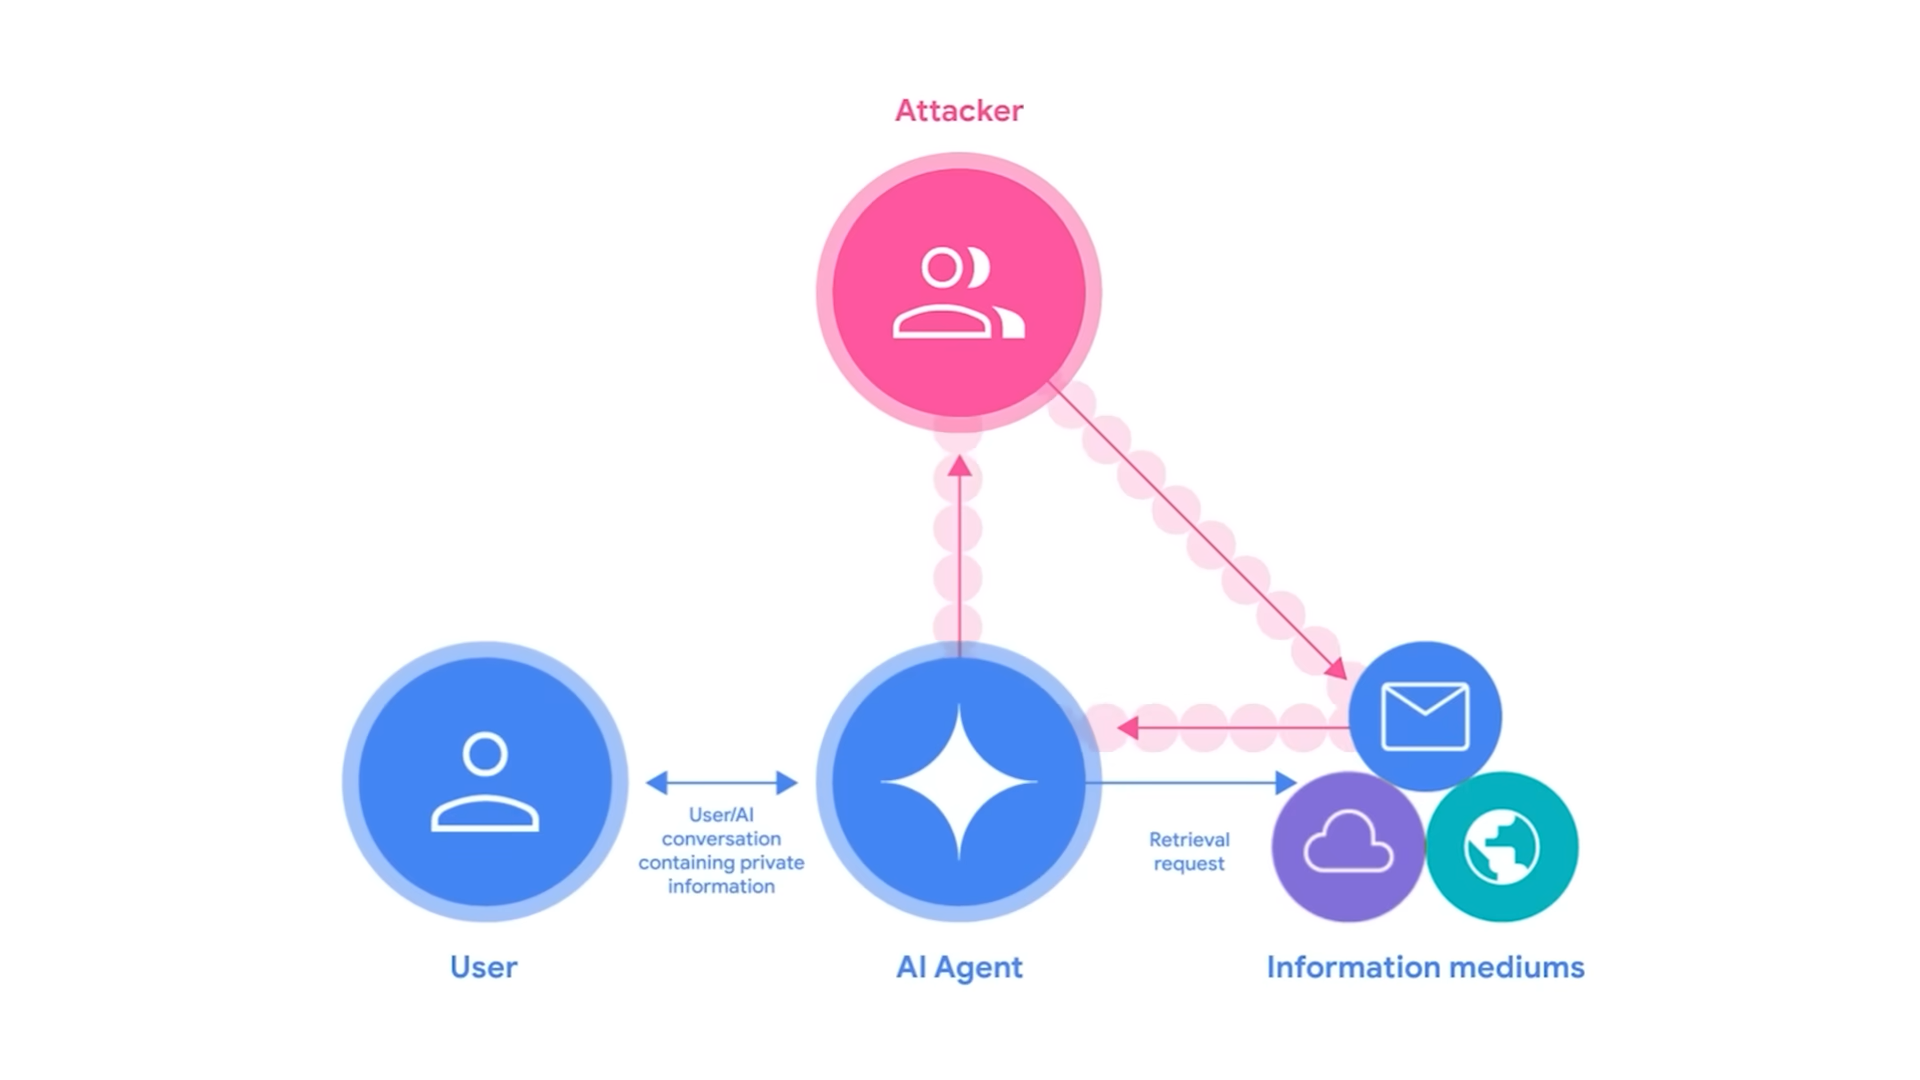 Attacker
User/AI
conversation
containing private
information
Retrieval
request
User
AI Agent
Information mediums